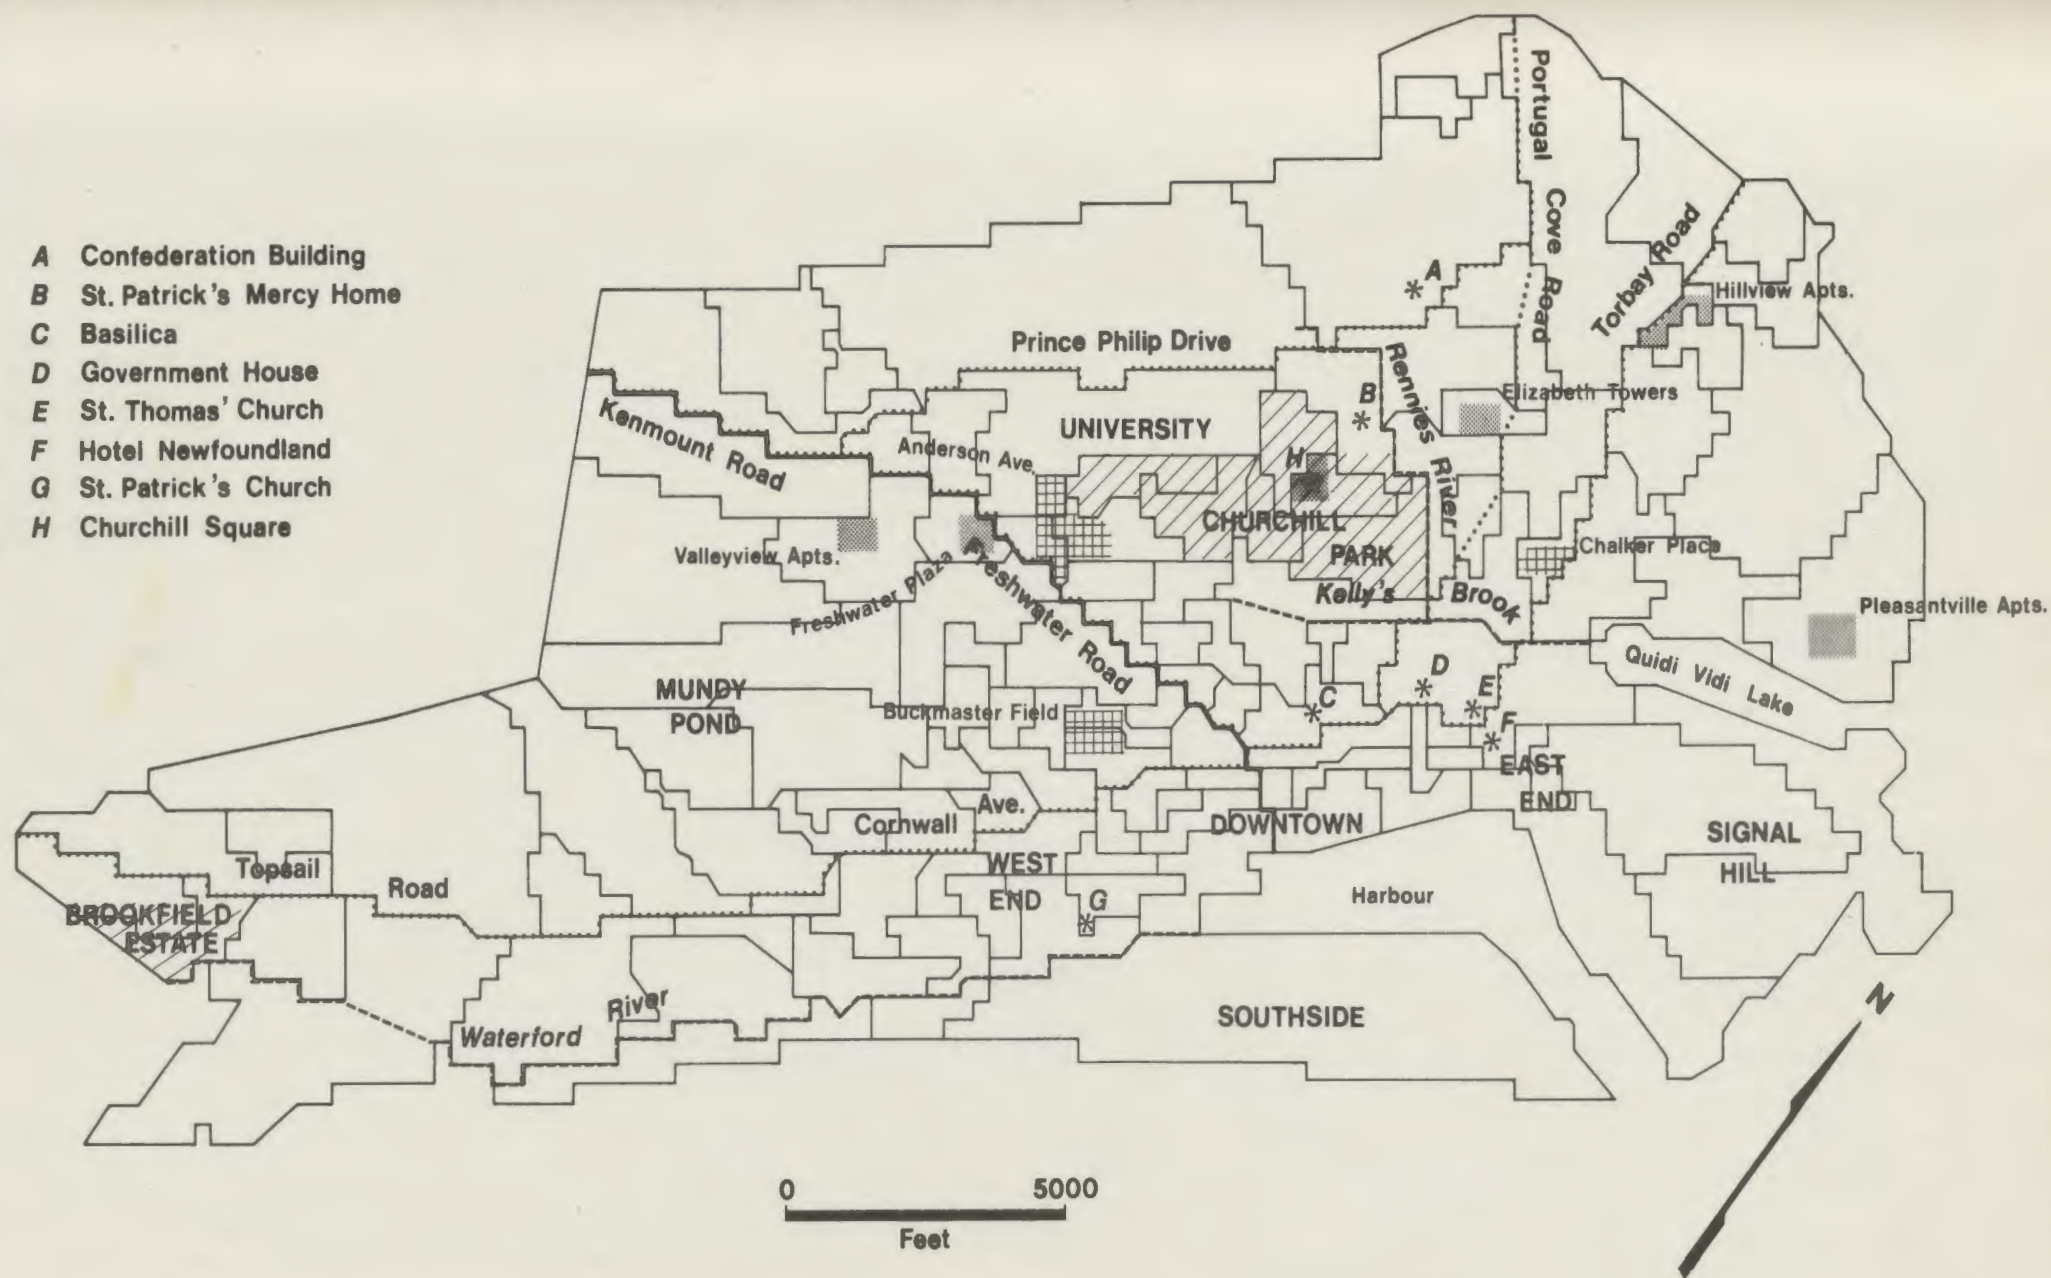 A Confederation Building
B St. Patrick's Mercy Home
C Basilica
D Government House
E St. Thomas' Church
F Hotel Newfoundland
G St. Patrick's Church
H Churchill Square
Portugal Cove Road
Torbay Road
A
Hillview Apts.
Prince Philip Drive
Rennies River
B
Elizabeth Towers
Kenmount Road
UNIVERSITY
Anderson Ave.
H
CHURCHILL
PARK
Valleyview Apts.
Freshwater Plaza
Freshwater Road
Chalker Place
Kelly's Brook
Pleasantville Apts.
Quidi Vidi Lake
MUNDY
POND
Buckmaster Field
C
D
E
F
EAST
END
Cornwall Ave.
DOWNTOWN
SIGNAL
HILL
Topsail Road
WEST
END
G
Harbour
BROOKFIELD
ESTATE
Waterford River
SOUTHSIDE
N
0 5000
Feet